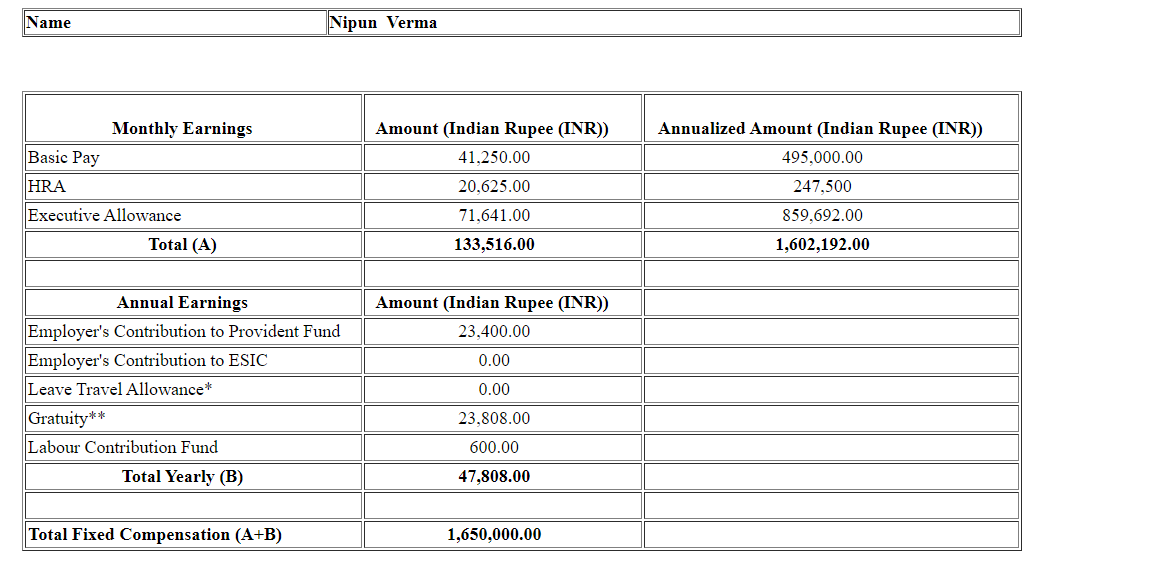 Name Nipun Verma
Monthly Earnings Amount (Indian Rupee (INR)) Annualized Amount (Indian Rupee (INR))
Basic Pay 41,250.00 495,000.00
HRA 20,625.00 247,500
Executive Allowance 71,641.00 859,692.00
Total (A) 133,516.00 1,602,192.00
Annual Earnings Amount (Indian Rupee (INR))
Employer's Contribution to Provident Fund 23,400.00
Employer's Contribution to ESIC 0.00
Leave Travel Allowance* 0.00
Gratuity** 23,808.00
Labour Contribution Fund 600.00
Total Yearly (B) 47,808.00
Total Fixed Compensation (A+B) 1,650,000.00